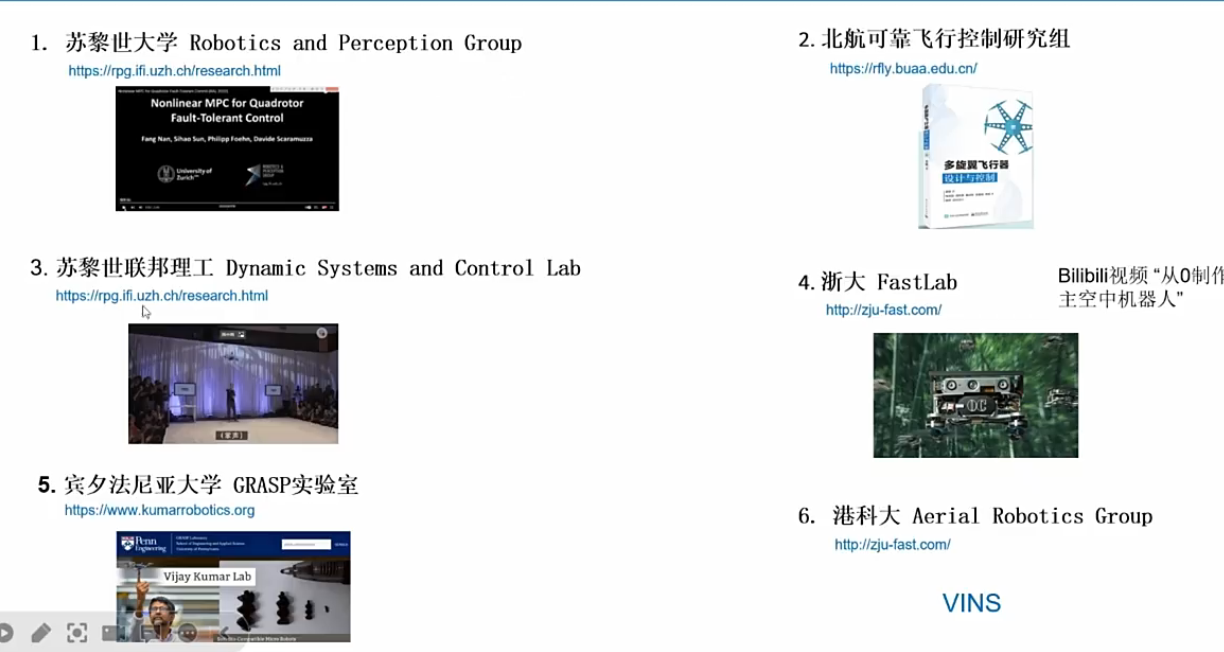 1. 苏黎世大学 Robotics and Perception Group
https://rpg.ifi.uzh.ch/research.html
Nonlinear MPC for Quadrotor
Fault-Tolerant Control
Fang Nan, Sihao Sun, Philipp Foehn, Davide Scaramuzza
University of
Zurich
2. 北航可靠飞行控制研究组
https://rfly.buaa.edu.cn/
多旋翼飞行器
设计与控制
3. 苏黎世联邦理工 Dynamic Systems and Control Lab
https://rpg.ifi.uzh.ch/research.html
(掌声)
4. 浙大 FastLab
http://zju-fast.com/
Bilibili视频 “从0制作
主空中机器人”
5. 宾夕法尼亚大学 GRASP实验室
https://www.kumarrobotics.org
Penn
Engineering
Vijay Kumar Lab
6. 港科大 Aerial Robotics Group
http://zju-fast.com/
VINS